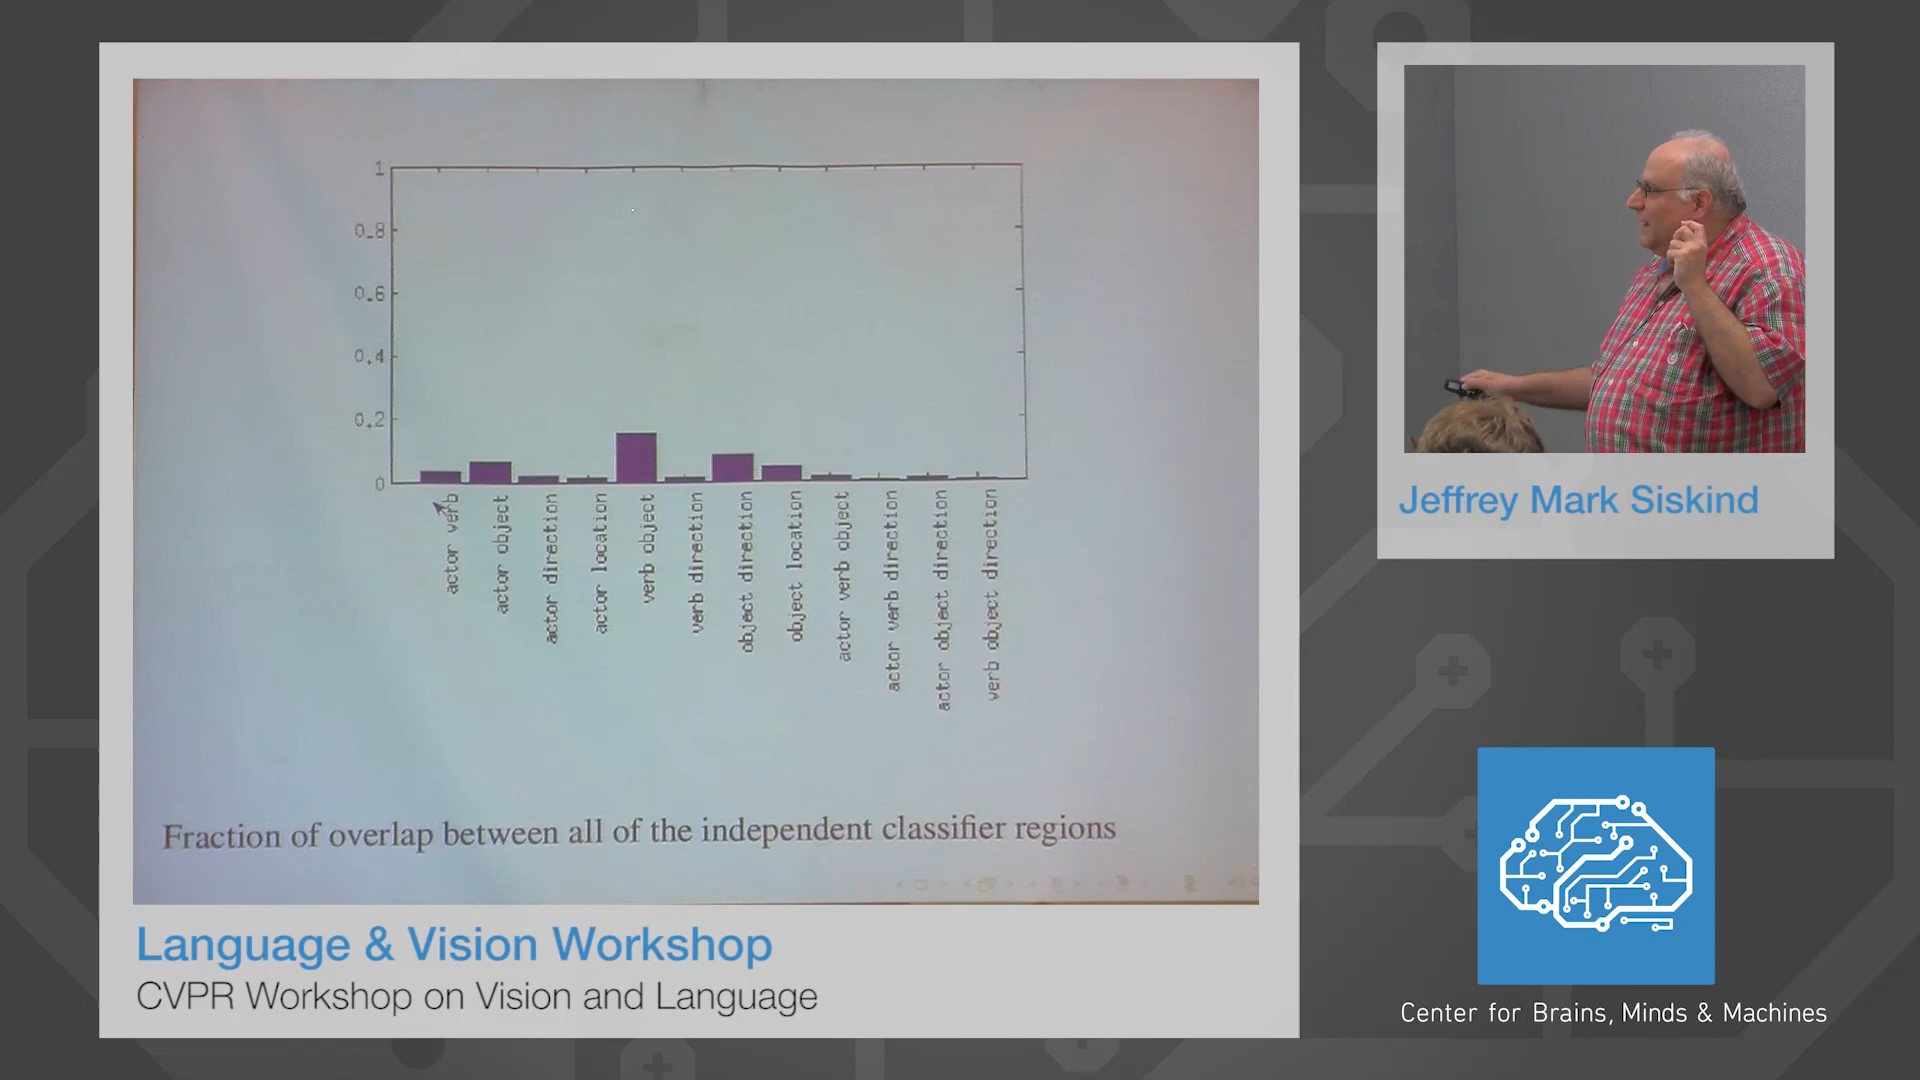 1
0.8
0.6
0.4
0.2
0
actor verb
actor object
actor direction
actor location
verb object
verb direction
object direction
object location
actor verb object
actor verb direction
actor object direction
verb object direction
Fraction of overlap between all of the independent classifier regions
Language & Vision Workshop
CVPR Workshop on Vision and Language
Jeffrey Mark Siskind
Center for Brains, Minds & Machines